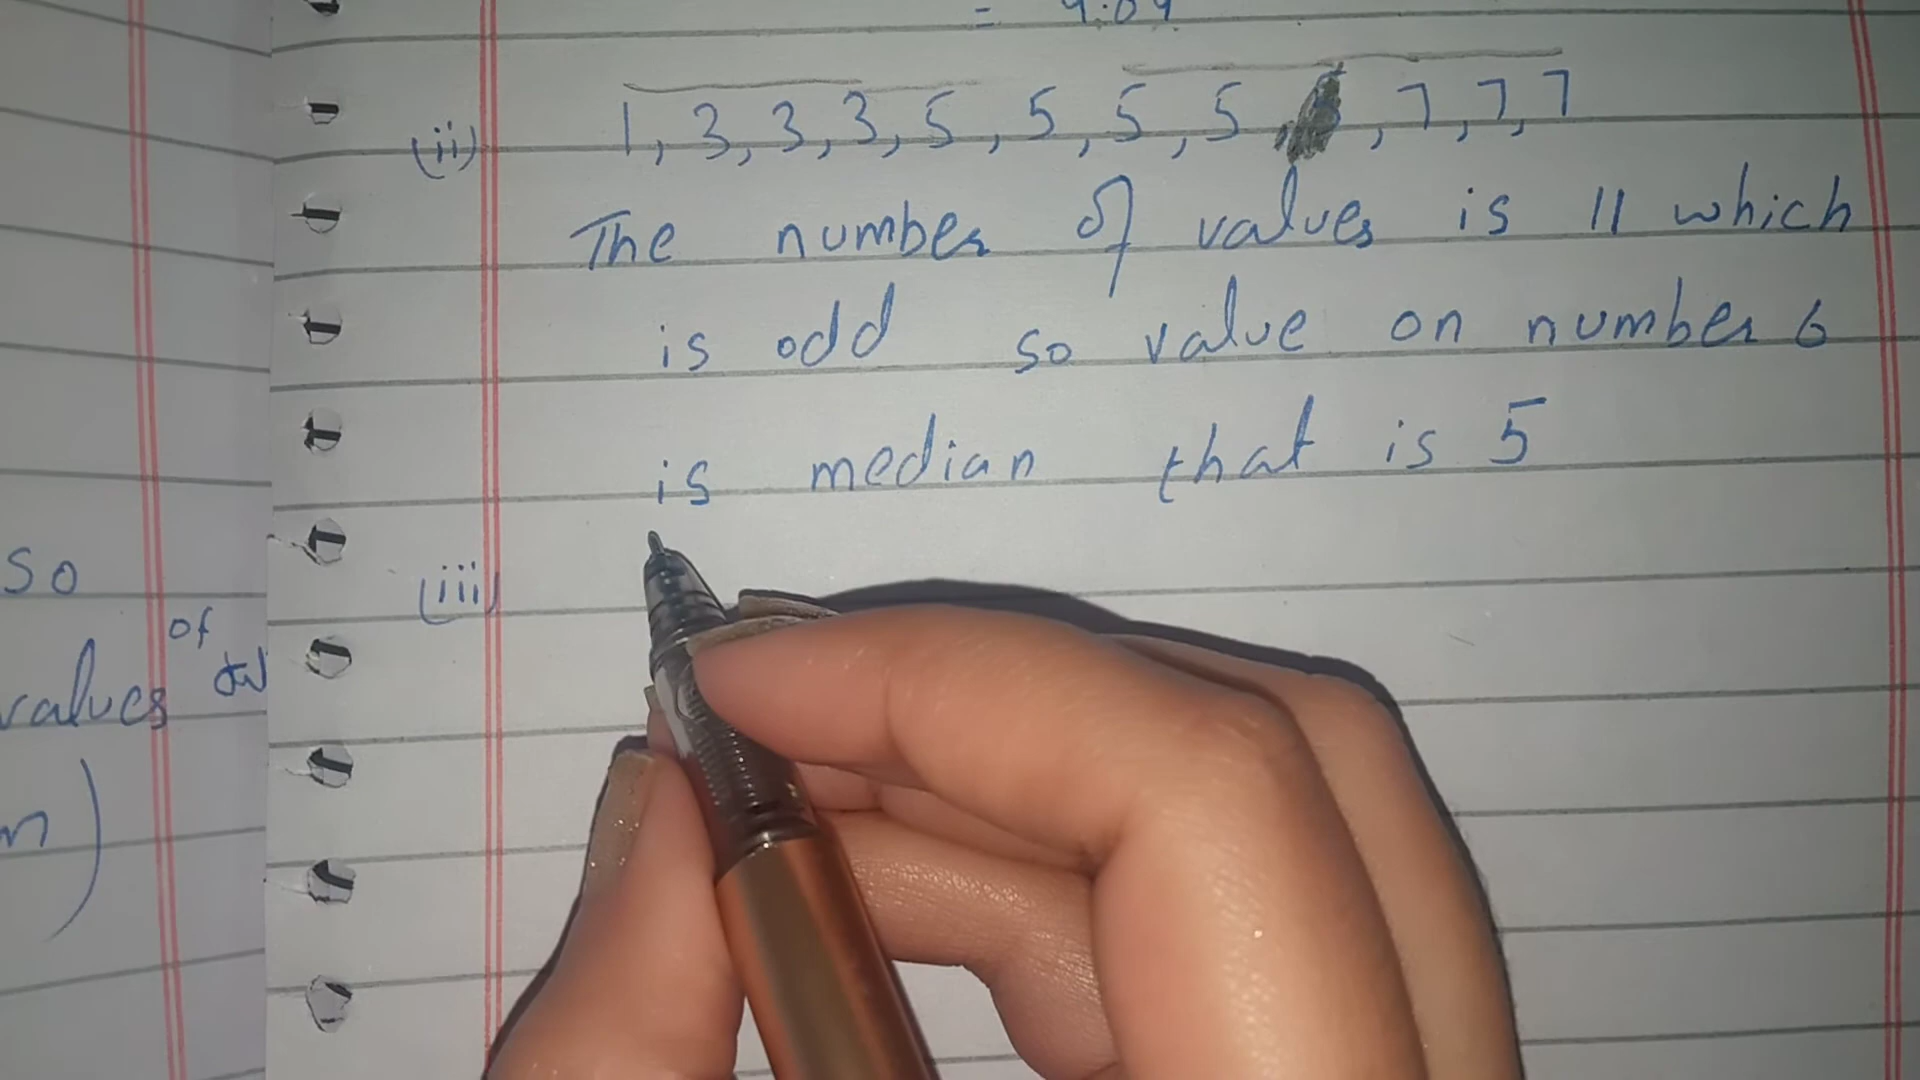 (ii) 1, 3, 3, 3, 5, 5, 5, 5 , 7, 7, 7
The number of values is 11 which
is odd so value on number 6
is median that is 5
(iii)
so
of
values